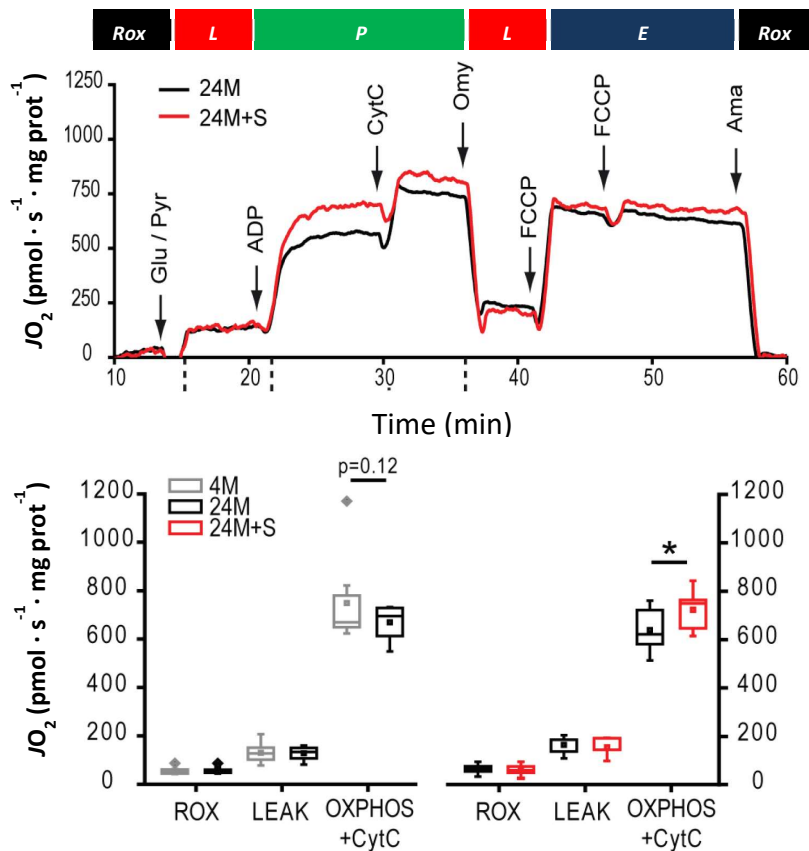 Rox L P L E Rox
JO₂ (pmol · s⁻¹ · mg prot⁻¹)
1250
1000
750
500
250
0
24M
24M+S
Glu / Pyr
ADP
CytC
Omy
FCCP
FCCP
Ama
10 20 30 40 50 60
Time (min)
JO₂ (pmol · s⁻¹ · mg prot⁻¹)
1200
1000
800
600
400
200
0
4M
24M
24M+S
p=0.12
*
1200
1000
800
600
400
200
0
ROX LEAK OXPHOS
+CytC
ROX LEAK OXPHOS
+CytC